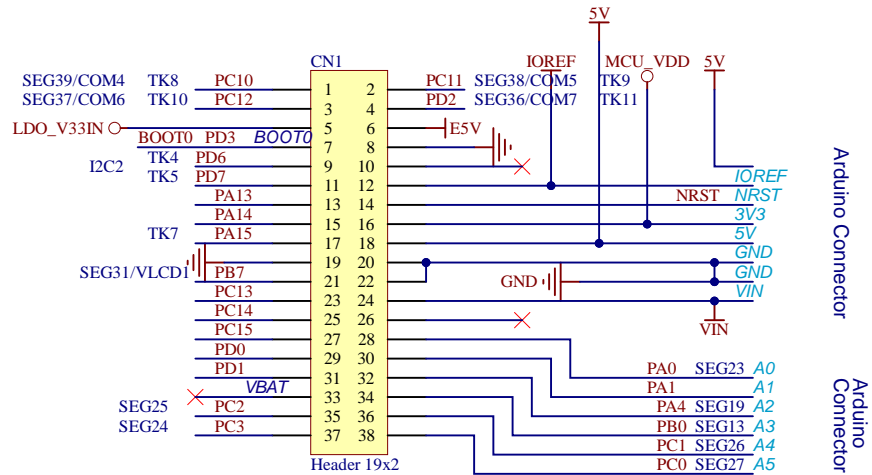 5V
CN1 IOREF MCU_VDD 5V
SEG39/COM4 TK8 PC10 1 2 PC11 SEG38/COM5 TK9
SEG37/COM6 TK10 PC12 3 4 PD2 SEG36/COM7 TK11
LDO_V33IN 5 6 E5V
BOOT0 PD3 BOOT0 7 8
I2C2 TK4 PD6 9 10
TK5 PD7 11 12 IOREF
PA13 13 14 NRST NRST
PA14 15 16 3V3
TK7 PA15 17 18 5V
19 20 GND
SEG31/VLCD1 PB7 21 22 GND GND
PC13 23 24 VIN
PC14 25 26 VIN
PC15 27 28
PD0 29 30 PA0 SEG23 A0
PD1 31 32 PA1 A1
VBAT 33 34 PA4 SEG19 A2
SEG25 PC2 35 36 PB0 SEG13 A3
SEG24 PC3 37 38 PC1 SEG26 A4
Header 19x2 PC0 SEG27 A5
Arduino Connector
Arduino
Connector